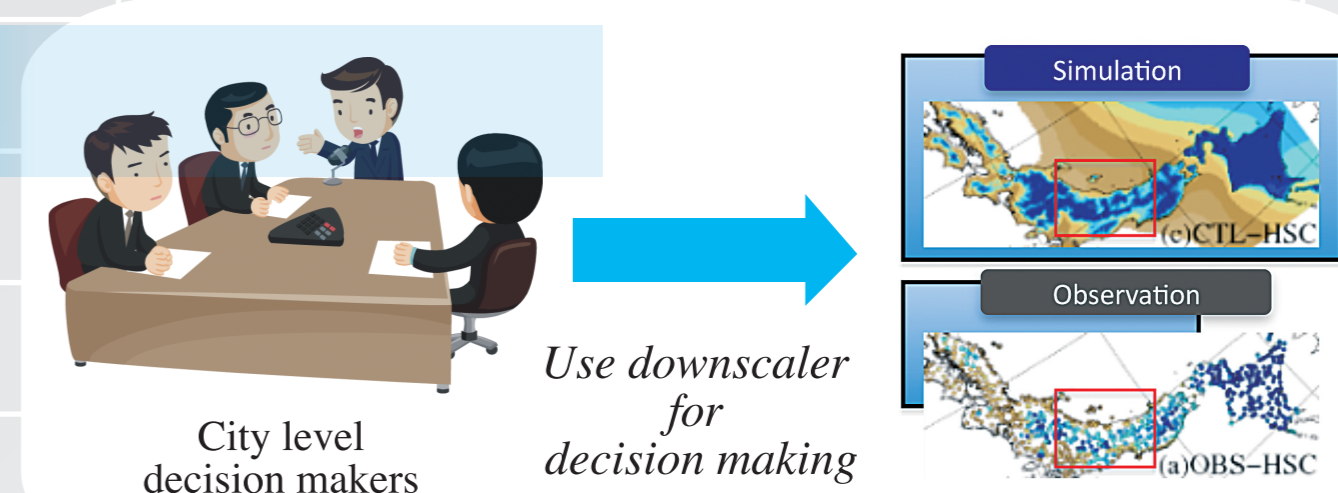 City level
decision makers
Use downscaler
for
decision making
Simulation
(c)CTL−HSC
Observation
(a)OBS−HSC